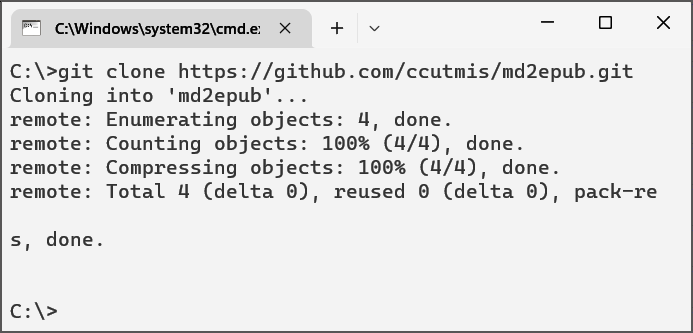 C:\Windows\system32\cmd.ex
C:\>git clone https://github.com/ccutmis/md2epub.git
Cloning into 'md2epub'...
remote: Enumerating objects: 4, done.
remote: Counting objects: 100% (4/4), done.
remote: Compressing objects: 100% (4/4), done.
remote: Total 4 (delta 0), reused 0 (delta 0), pack-re
s, done.
C:\>